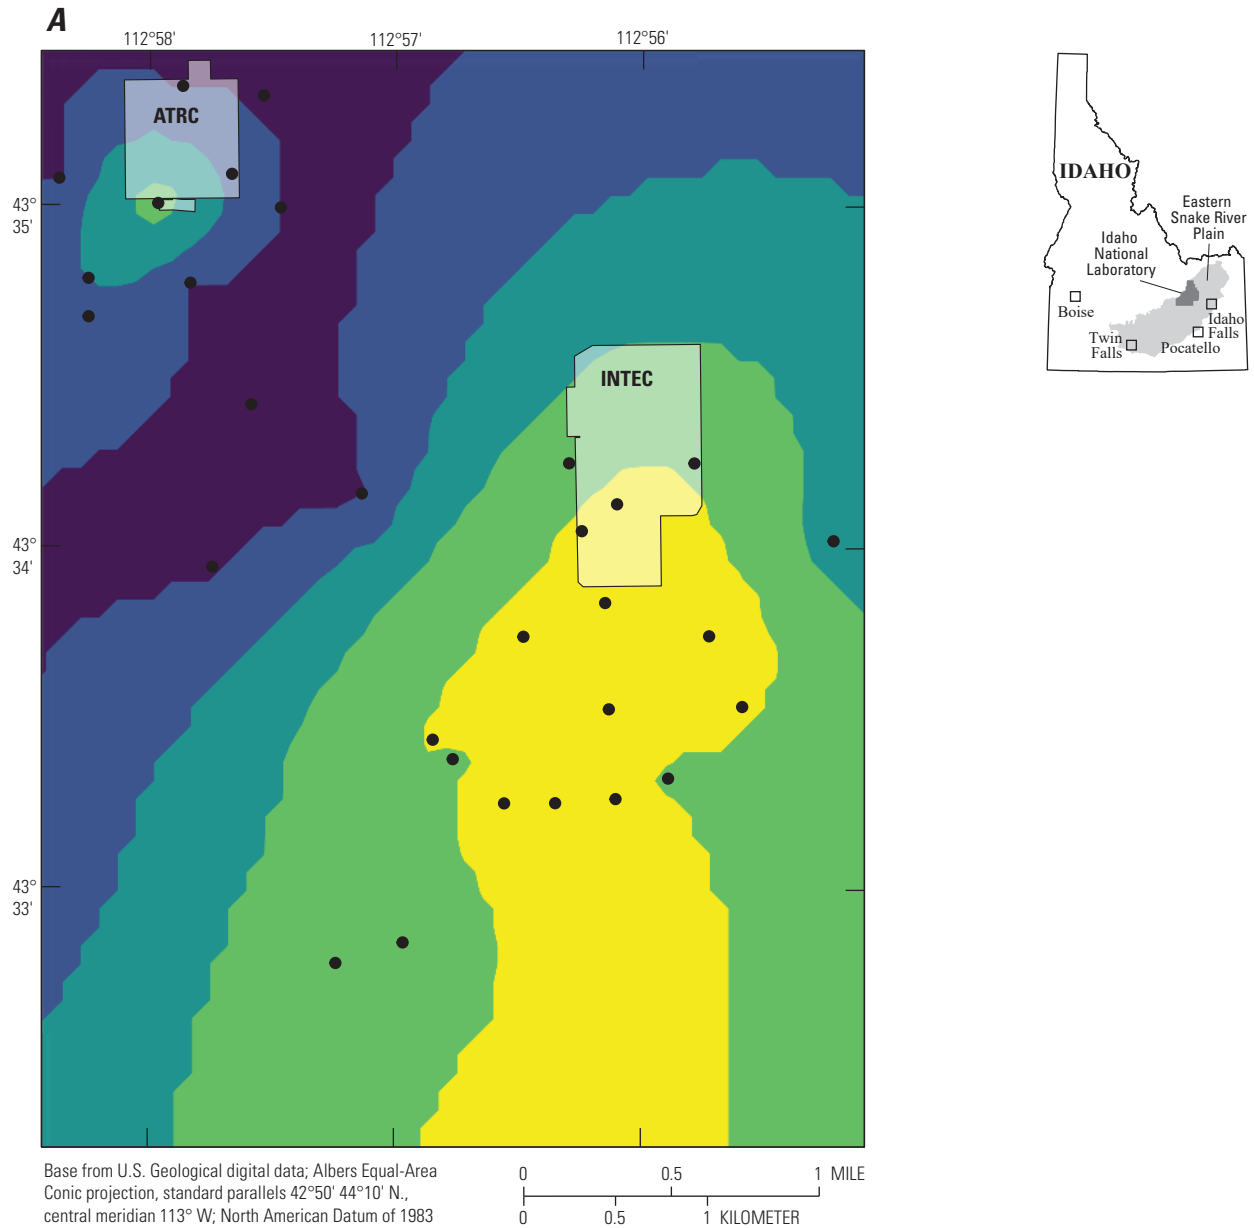 A
112°58'
112°57'
112°56'
ATRC
43°
35'
INTEC
43°
34'
43°
33'
Base from U.S. Geological digital data; Albers Equal-Area
Conic projection, standard parallels 42°50' 44°10' N.,
central meridian 113° W; North American Datum of 1983
0 0.5 1 MILE
0 0.5 1 KILOMETER
IDAHO
Eastern
Snake River
Plain
Idaho
National
Laboratory
Boise
Idaho
Falls
Twin
Falls
Pocatello